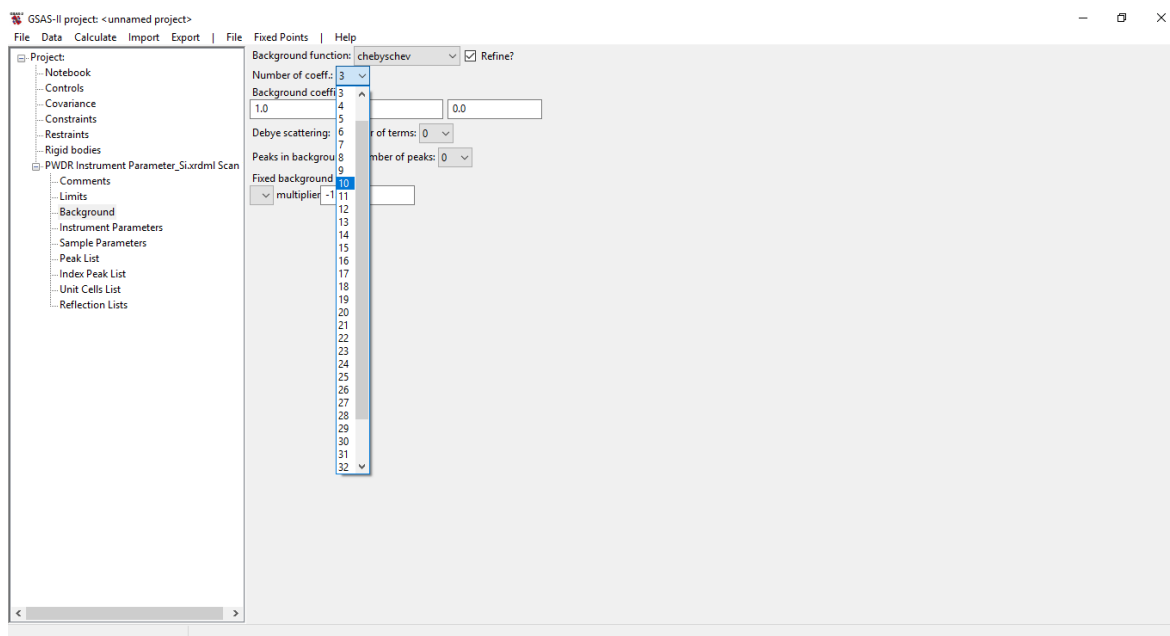 GSAS-II project: <unnamed project>
File Data Calculate Import Export | File Fixed Points | Help
Project:
Notebook
Controls
Covariance
Constraints
Restraints
Rigid bodies
PWDR Instrument Parameter_Si.xrdml Scan
Comments
Limits
Background
Instrument Parameters
Sample Parameters
Peak List
Index Peak List
Unit Cells List
Reflection Lists
Background function: chebyschev Refine?
Number of coeff.: 3
Background coeffi
1.0 0.0
Debye scattering: r of terms: 0
Peaks in backgrou mber of peaks: 0
Fixed background
multiplier -1
3
4
5
6
7
8
9
10
11
12
13
14
15
16
17
18
19
20
21
22
23
24
25
26
27
28
29
30
31
32